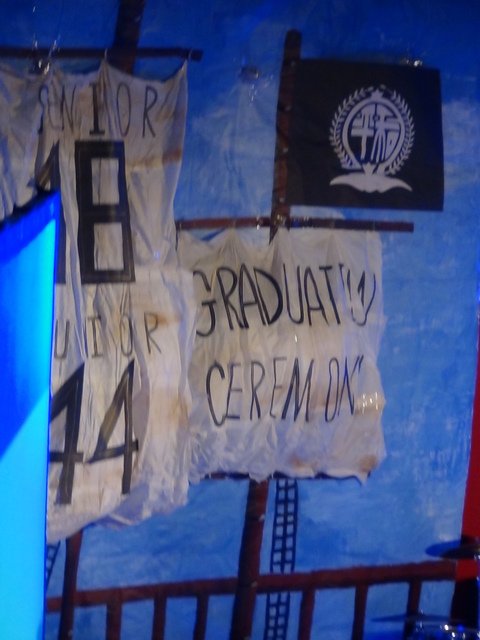 SENIOR
18
JUNIOR
44
GRADUATION
CEREMONY